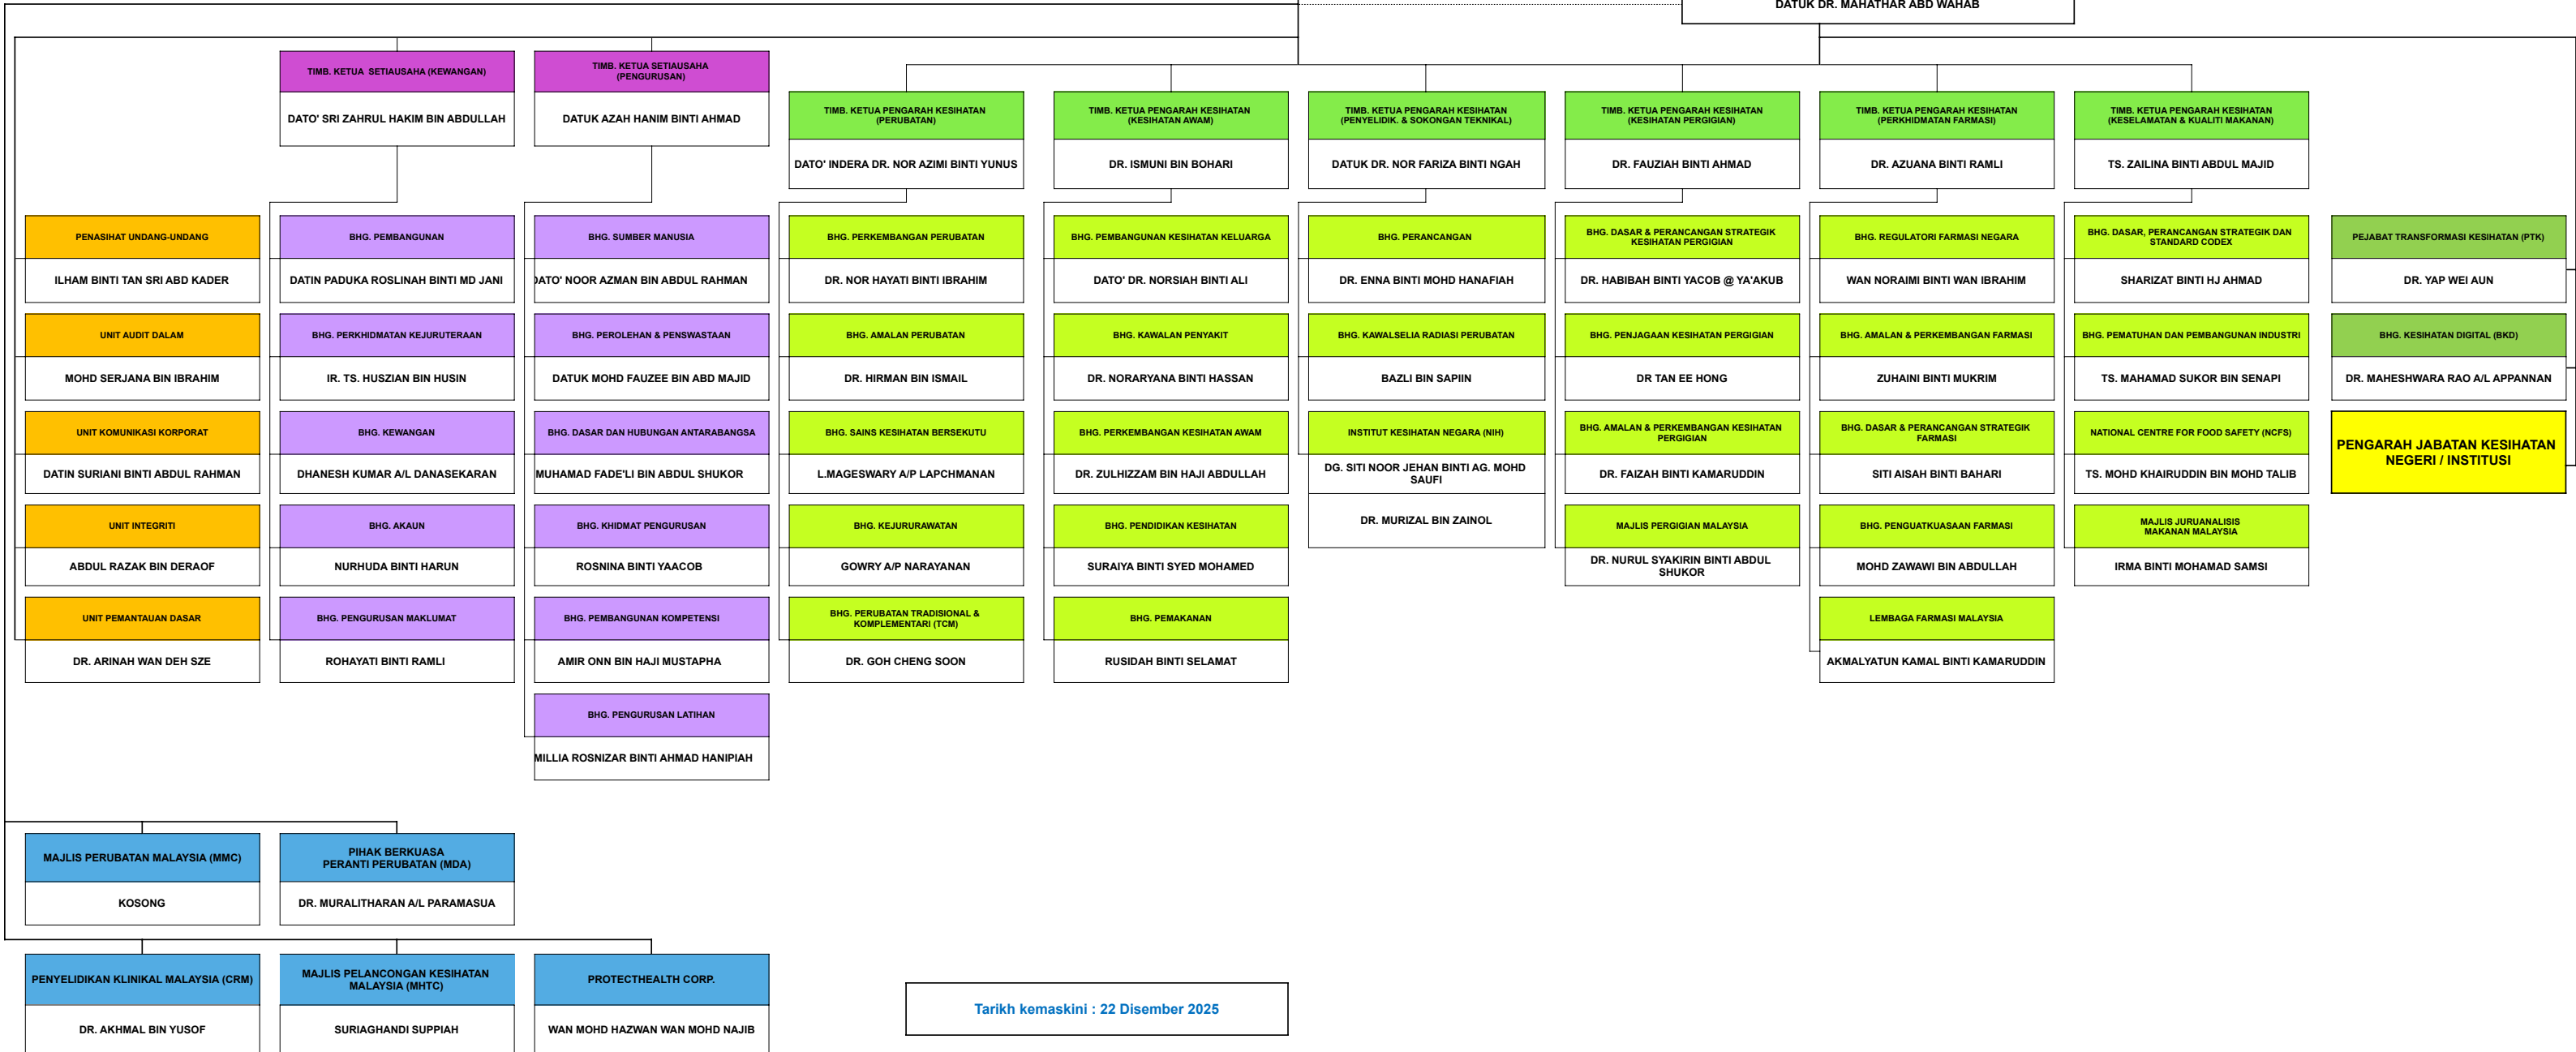 DATUK DR. MAHATHAR ABD WAHAB
TIMB. KETUA SETIAUSAHA (KEWANGAN)
DATO' SRI ZAHRUL HAKIM BIN ABDULLAH
TIMB. KETUA SETIAUSAHA
(PENGURUSAN)
DATUK AZAH HANIM BINTI AHMAD
TIMB. KETUA PENGARAH KESIHATAN
(PERUBATAN)
DATO' INDERA DR. NOR AZIMI BINTI YUNUS
TIMB. KETUA PENGARAH KESIHATAN
(KESIHATAN AWAM)
DR. ISMUNI BIN BOHARI
TIMB. KETUA PENGARAH KESIHATAN
(PENYELIDIK. & SOKONGAN TEKNIKAL)
DATUK DR. NOR FARIZA BINTI NGAH
TIMB. KETUA PENGARAH KESIHATAN
(KESIHATAN PERGIGIAN)
DR. FAUZIAH BINTI AHMAD
TIMB. KETUA PENGARAH KESIHATAN
(PERKHIDMATAN FARMASI)
DR. AZUANA BINTI RAMLI
TIMB. KETUA PENGARAH KESIHATAN
(KESELAMATAN & KUALITI MAKANAN)
TS. ZAILINA BINTI ABDUL MAJID
PENASIHAT UNDANG-UNDANG
ILHAM BINTI TAN SRI ABD KADER
UNIT AUDIT DALAM
MOHD SERJANA BIN IBRAHIM
UNIT KOMUNIKASI KORPORAT
DATIN SURIANI BINTI ABDUL RAHMAN
UNIT INTEGRITI
ABDUL RAZAK BIN DERAOF
UNIT PEMANTAUAN DASAR
DR. ARINAH WAN DEH SZE
BHG. PEMBANGUNAN
DATIN PADUKA ROSLINAH BINTI MD JANI
BHG. PERKHIDMATAN KEJURUTERAAN
IR. TS. HUSZIAN BIN HUSIN
BHG. KEWANGAN
DHANESH KUMAR A/L DANASEKARAN
BHG. AKAUN
NURHUDA BINTI HARUN
BHG. PENGURUSAN MAKLUMAT
ROHAYATI BINTI RAMLI
BHG. SUMBER MANUSIA
DATO' NOOR AZMAN BIN ABDUL RAHMAN
BHG. PEROLEHAN & PENSWASTAAN
DATUK MOHD FAUZEE BIN ABD MAJID
BHG. DASAR DAN HUBUNGAN ANTARABANGSA
MUHAMAD FADE'LI BIN ABDUL SHUKOR
BHG. KHIDMAT PENGURUSAN
ROSNINA BINTI YAACOB
BHG. PEMBANGUNAN KOMPETENSI
AMIR ONN BIN HAJI MUSTAPHA
BHG. PENGURUSAN LATIHAN
MILLIA ROSNIZAR BINTI AHMAD HANIPIAH
BHG. PERKEMBANGAN PERUBATAN
DR. NOR HAYATI BINTI IBRAHIM
BHG. AMALAN PERUBATAN
DR. HIRMAN BIN ISMAIL
BHG. SAINS KESIHATAN BERSEKUTU
L.MAGESWARY A/P LAPCHMANAN
BHG. KEJURURAWATAN
GOWRY A/P NARAYANAN
BHG. PERUBATAN TRADISIONAL &
KOMPLEMENTARI (TCM)
DR. GOH CHENG SOON
BHG. PEMBANGUNAN KESIHATAN KELUARGA
DATO' DR. NORSIAH BINTI ALI
BHG. KAWALAN PENYAKIT
DR. NORARYANA BINTI HASSAN
BHG. PERKEMBANGAN KESIHATAN AWAM
DR. ZULHIZZAM BIN HAJI ABDULLAH
BHG. PENDIDIKAN KESIHATAN
SURAIYA BINTI SYED MOHAMED
BHG. PEMAKANAN
RUSIDAH BINTI SELAMAT
BHG. PERANCANGAN
DR. ENNA BINTI MOHD HANAFIAH
BHG. KAWALSELIA RADIASI PERUBATAN
BAZLI BIN SAPIIN
INSTITUT KESIHATAN NEGARA (NIH)
DG. SITI NOOR JEHAN BINTI AG. MOHD
SAUFI
DR. MURIZAL BIN ZAINOL
BHG. DASAR & PERANCANGAN STRATEGIK
KESIHATAN PERGIGIAN
DR. HABIBAH BINTI YACOB @ YA'AKUB
BHG. PENJAGAAN KESIHATAN PERGIGIAN
DR TAN EE HONG
BHG. AMALAN & PERKEMBANGAN KESIHATAN
PERGIGIAN
DR. FAIZAH BINTI KAMARUDDIN
MAJLIS PERGIGIAN MALAYSIA
DR. NURUL SYAKIRIN BINTI ABDUL
SHUKOR
BHG. REGULATORI FARMASI NEGARA
WAN NORAIMI BINTI WAN IBRAHIM
BHG. AMALAN & PERKEMBANGAN FARMASI
ZUHAINI BINTI MUKRIM
BHG. DASAR & PERANCANGAN STRATEGIK
FARMASI
SITI AISAH BINTI BAHARI
BHG. PENGUATKUASAAN FARMASI
MOHD ZAWAWI BIN ABDULLAH
LEMBAGA FARMASI MALAYSIA
AKMALYATUN KAMAL BINTI KAMARUDDIN
BHG. DASAR, PERANCANGAN STRATEGIK DAN
STANDARD CODEX
SHARIZAT BINTI HJ AHMAD
BHG. PEMATUHAN DAN PEMBANGUNAN INDUSTRI
TS. MAHAMAD SUKOR BIN SENAPI
NATIONAL CENTRE FOR FOOD SAFETY (NCFS)
TS. MOHD KHAIRUDDIN BIN MOHD TALIB
MAJLIS JURUANALISIS
MAKANAN MALAYSIA
IRMA BINTI MOHAMAD SAMSI
PEJABAT TRANSFORMASI KESIHATAN (PTK)
DR. YAP WEI AUN
BHG. KESIHATAN DIGITAL (BKD)
DR. MAHESHWARA RAO A/L APPANNAN
PENGARAH JABATAN KESIHATAN
NEGERI / INSTITUSI
MAJLIS PERUBATAN MALAYSIA (MMC)
KOSONG
PIHAK BERKUASA
PERANTI PERUBATAN (MDA)
DR. MURALITHARAN A/L PARAMASUA
PENYELIDIKAN KLINIKAL MALAYSIA (CRM)
DR. AKHMAL BIN YUSOF
MAJLIS PELANCONGAN KESIHATAN
MALAYSIA (MHTC)
SURIAGHANDI SUPPIAH
PROTECTHEALTH CORP.
WAN MOHD HAZWAN WAN MOHD NAJIB
Tarikh kemaskini : 22 Disember 2025